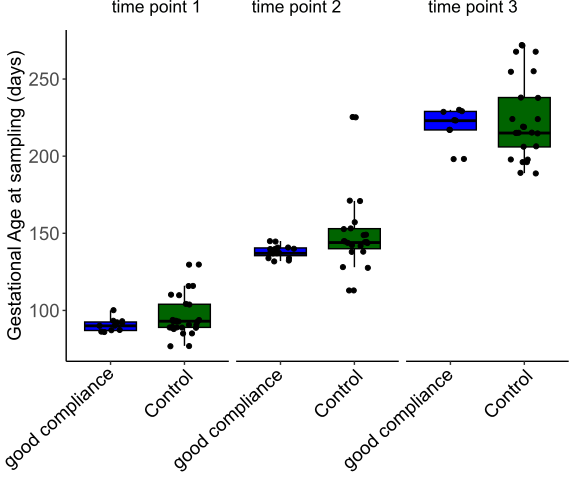 time point 1
time point 2
time point 3
Gestational Age at sampling (days)
250
200
150
100
good compliance
Control
good compliance
Control
good compliance
Control